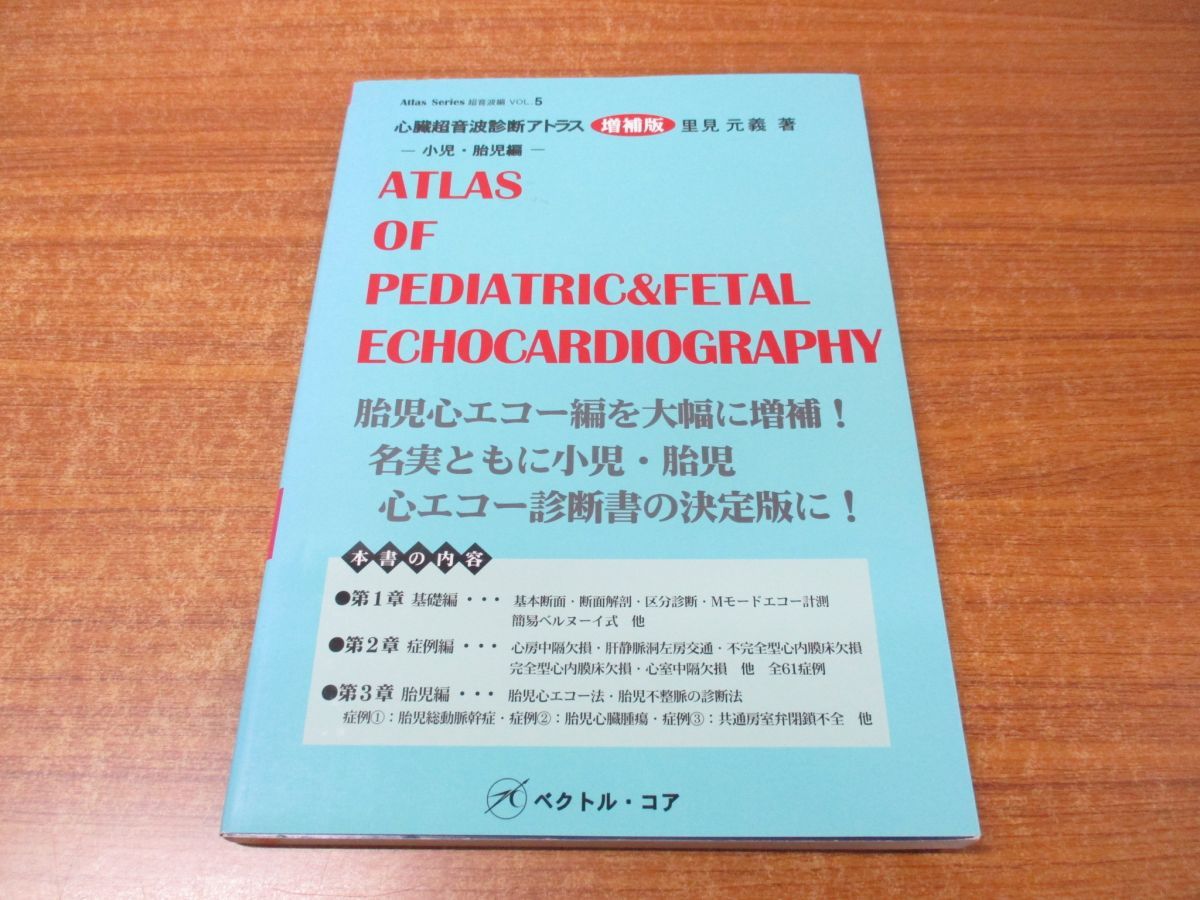 Atlas Series 超音波編 VOL.5
心臓超音波診断アトラス 増補版 里見 元義 著
― 小児・胎児編 ―
ATLAS
OF
PEDIATRIC&FETAL
ECHOCARDIOGRAPHY
胎児心エコー編を大幅に増補！
名実ともに小児・胎児
心エコー診断書の決定版に！
本書の内容
●第1章 基礎編 ・・・ 基本断面・断面解剖・区分診断・Mモードエコー計測
簡易ベルヌーイ式 他
●第2章 症例編 ・・・ 心房中隔欠損・肝静脈洞左房交通・不完全型心内膜床欠損
完全型心内膜床欠損・心室中隔欠損 他 全61症例
●第3章 胎児編 ・・・ 胎児心エコー法・胎児不整脈の診断法
症例①：胎児総動脈幹症・症例②：胎児心臓腫瘍・症例③：共通房室弁閉鎖不全 他
ベクトル・コア